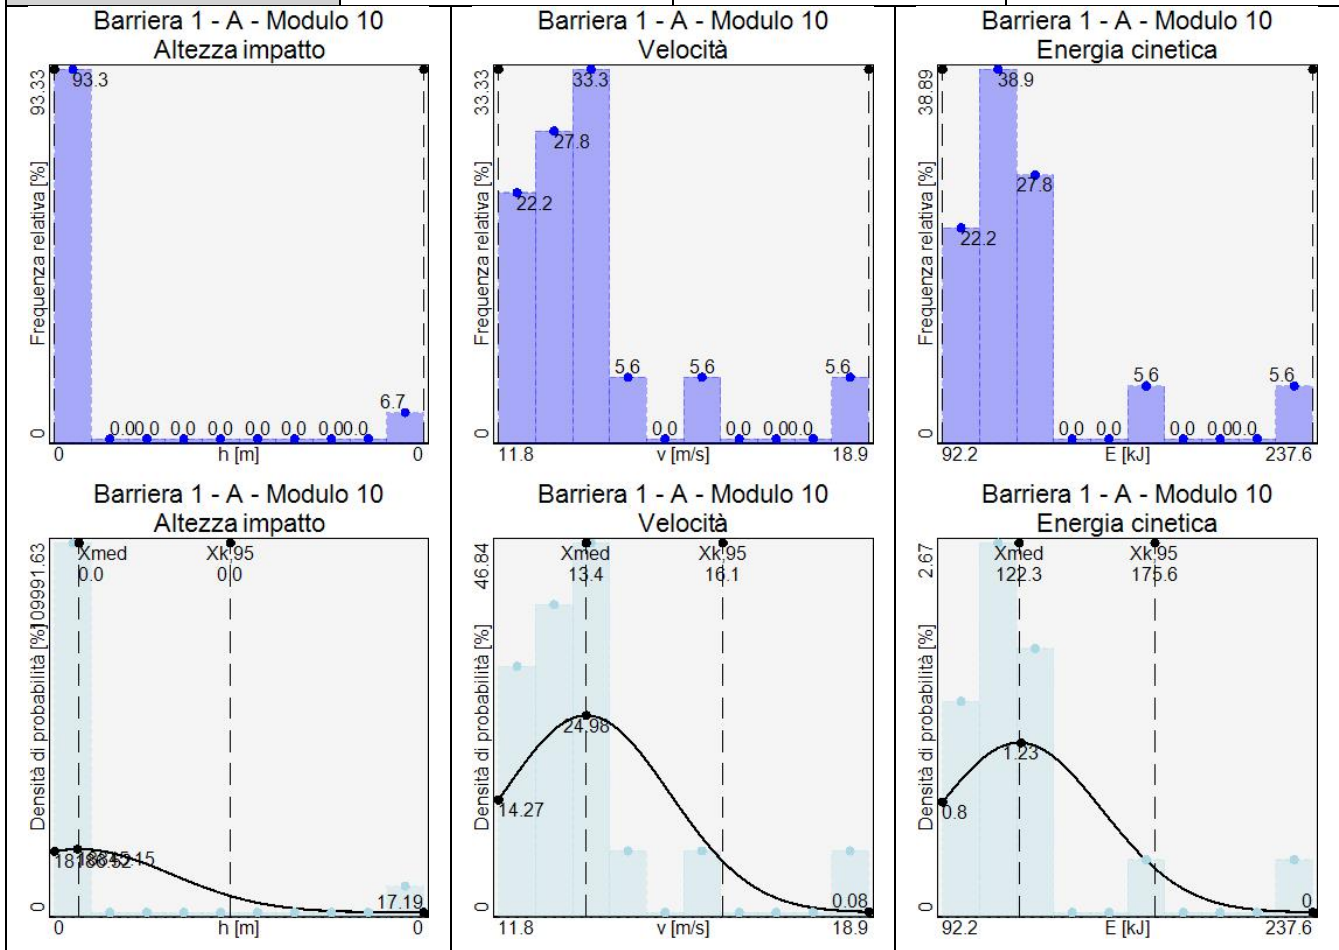 Barriera 1 - A - Modulo 10
Altezza impatto
Frequenza relativa [%]
93.33
0
93.3
0.0
0.0
0.0
0.0
0.0
0.0
0.0
0.0
6.7
0
h [m]
0
Barriera 1 - A - Modulo 10
Velocità
Frequenza relativa [%]
33.33
0
22.2
27.8
33.3
5.6
0.0
5.6
0.0
0.0
0.0
5.6
11.8
v [m/s]
18.9
Barriera 1 - A - Modulo 10
Energia cinetica
Frequenza relativa [%]
38.89
0
22.2
38.9
27.8
0.0
0.0
5.6
0.0
0.0
0.0
5.6
92.2
E [kJ]
237.6
Barriera 1 - A - Modulo 10
Altezza impatto
Densità di probabilità [%]
0
Xmed
0.0
Xk,95
0.0
17.19
0
h [m]
0
Barriera 1 - A - Modulo 10
Velocità
Densità di probabilità [%]
46.84
0
Xmed
13.4
Xk,95
16.1
14.27
24.98
0.08
11.8
v [m/s]
18.9
Barriera 1 - A - Modulo 10
Energia cinetica
Densità di probabilità [%]
2.67
0
Xmed
122.3
Xk,95
175.6
0.8
1.23
0
92.2
E [kJ]
237.6